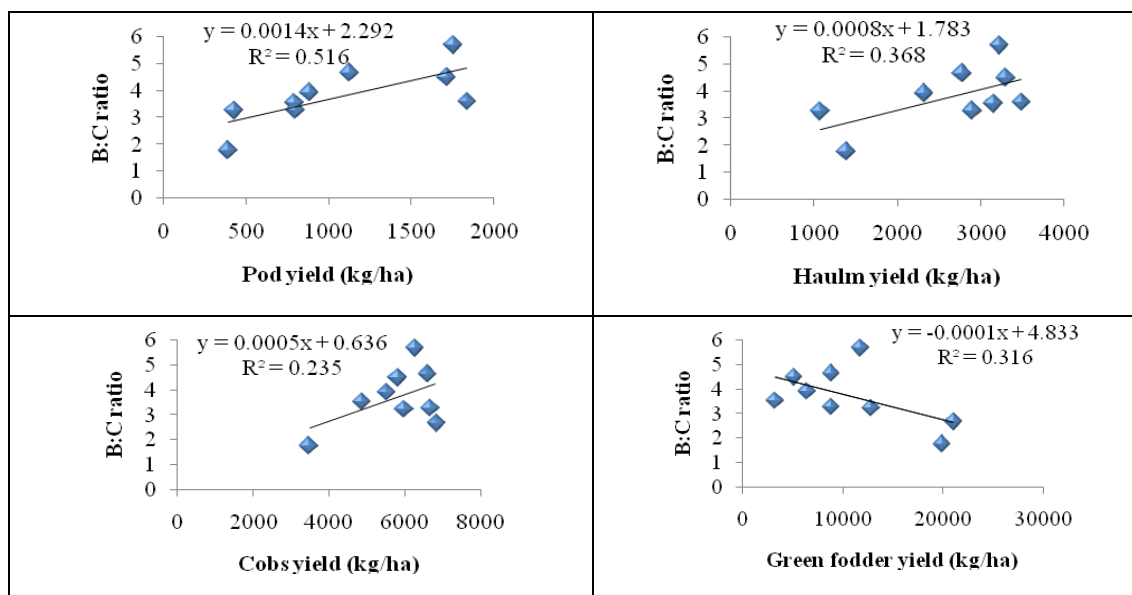 y = 0.0014x + 2.292
R² = 0.516
6
5
4
3
2
1
0
B:C ratio
0 500 1000 1500 2000
Pod yield (kg/ha)
y = 0.0008x + 1.783
R² = 0.368
6
5
4
3
2
1
0
B:C ratio
0 1000 2000 3000 4000
Haulm yield (kg/ha)
y = 0.0005x + 0.636
R² = 0.235
6
5
4
3
2
1
0
B:C ratio
0 2000 4000 6000 8000
Cobs yield (kg/ha)
y = -0.0001x + 4.833
R² = 0.316
6
5
4
3
2
1
0
B:C ratio
0 10000 20000 30000
Green fodder yield (kg/ha)